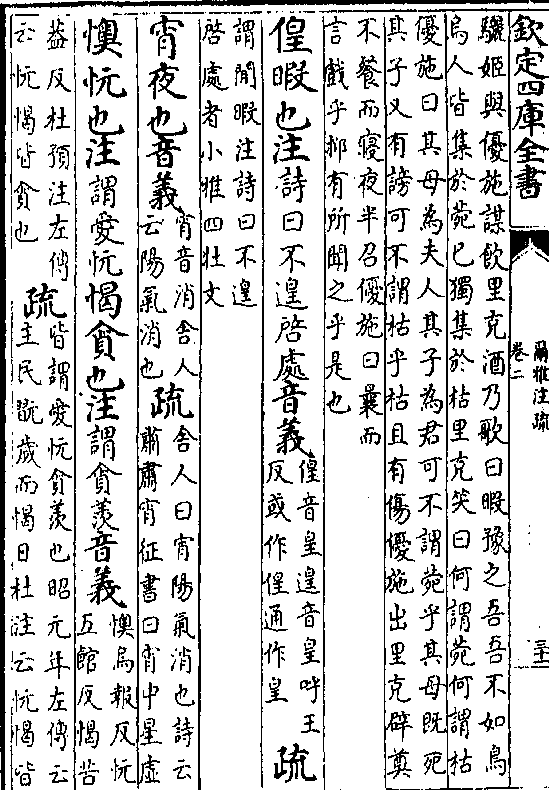 欽定四庫全書
爾雅注疏
卷二
驪姬與優施謀飲里克酒乃歌曰暇豫之吾吾不如鳥
烏人皆集於菀已獨集於枯里克笑曰何謂菀何謂枯
優施曰其母為夫人其子為君可不謂菀乎其母既死
其子又有謗可不謂枯乎枯且有傷優施出里克辟奠
不餐而寢夜半召優施曰曩而
言戲乎抑有所聞之乎是也
偟暇也注詩曰不遑啓處音義
偟音皇遑音皇呼王
反或作徨通作皇
疏
謂閒暇注詩曰不遑
啓處者小雅四牡文
宵夜也音義
宵音消舍人
云陽氣消也
疏
舍人曰宵陽氣消也詩云
肅肅宵征書曰宵中星虛
懊忨也注謂愛忨惕貪也注謂貪羨音義
懊烏報反忨
五館反惕苦
葢反杜預注左傳
云忨惕皆貪也
疏
皆謂愛忨貪羨也昭元年左傳云
主民翫歲而惕日杜注云忨惕皆